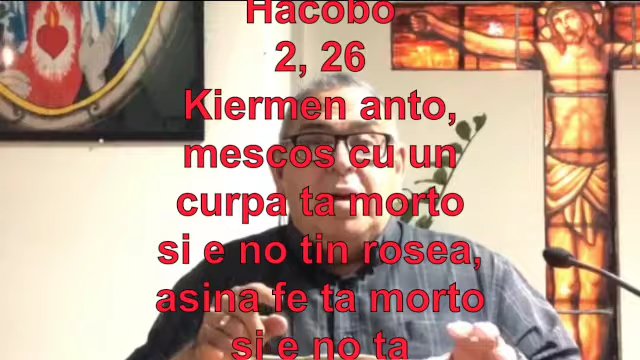 Hacobo
2, 26
Kiermen anto,
mescos cu un
curpa ta morto
si e no tin rosea,
asina fe ta morto
si e no ta